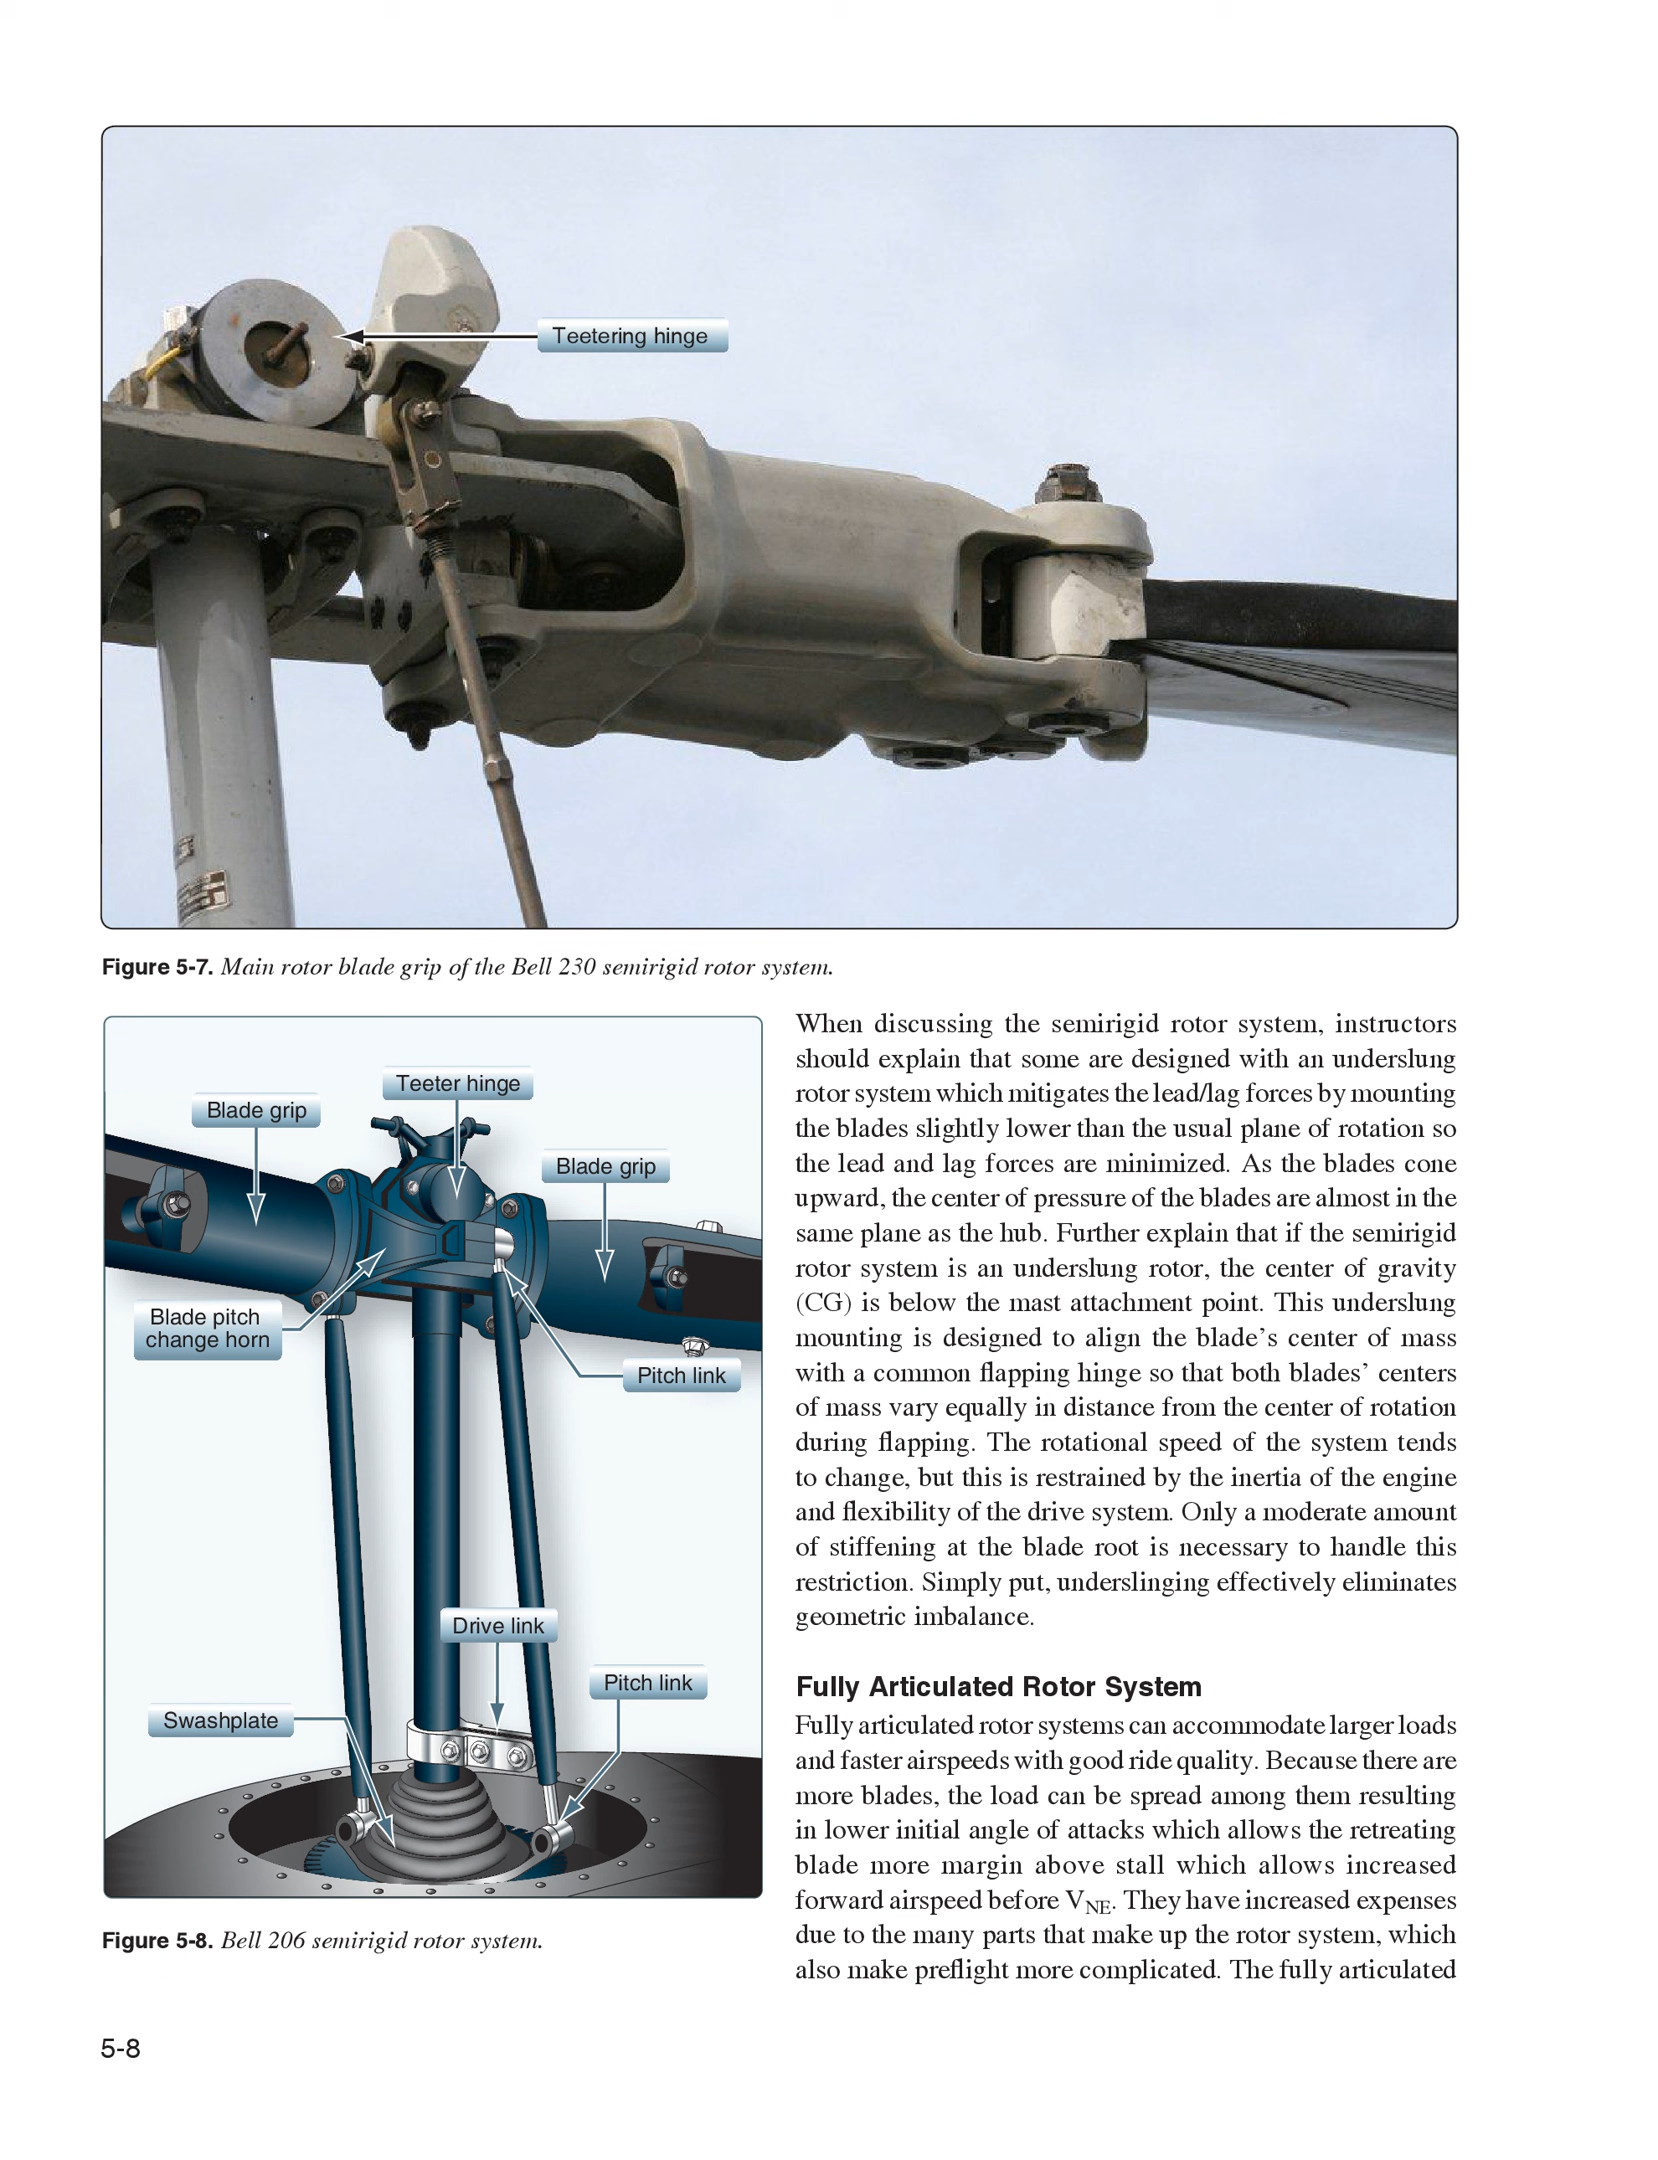 Teetering hinge
Figure 5-7. Main rotor blade grip of the Bell 230 semirigid rotor system.
Teeter hinge
Blade grip
Blade grip
Blade pitch
change horn
Pitch link
Drive link
Pitch link
Swashplate
Figure 5-8. Bell 206 semirigid rotor system.
When discussing the semirigid rotor system, instructors
should explain that some are designed with an underslung
rotor system which mitigates the lead/lag forces by mounting
the blades slightly lower than the usual plane of rotation so
the lead and lag forces are minimized. As the blades cone
upward, the center of pressure of the blades are almost in the
same plane as the hub. Further explain that if the semirigid
rotor system is an underslung rotor, the center of gravity
(CG) is below the mast attachment point. This underslung
mounting is designed to align the blade’s center of mass
with a common flapping hinge so that both blades’ centers
of mass vary equally in distance from the center of rotation
during flapping. The rotational speed of the system tends
to change, but this is restrained by the inertia of the engine
and flexibility of the drive system. Only a moderate amount
of stiffening at the blade root is necessary to handle this
restriction. Simply put, underslinging effectively eliminates
geometric imbalance.
Fully Articulated Rotor System
Fully articulated rotor systems can accommodate larger loads
and faster airspeeds with good ride quality. Because there are
more blades, the load can be spread among them resulting
in lower initial angle of attacks which allows the retreating
blade more margin above stall which allows increased
forward airspeed before VNE. They have increased expenses
due to the many parts that make up the rotor system, which
also make preflight more complicated. The fully articulated
5-8